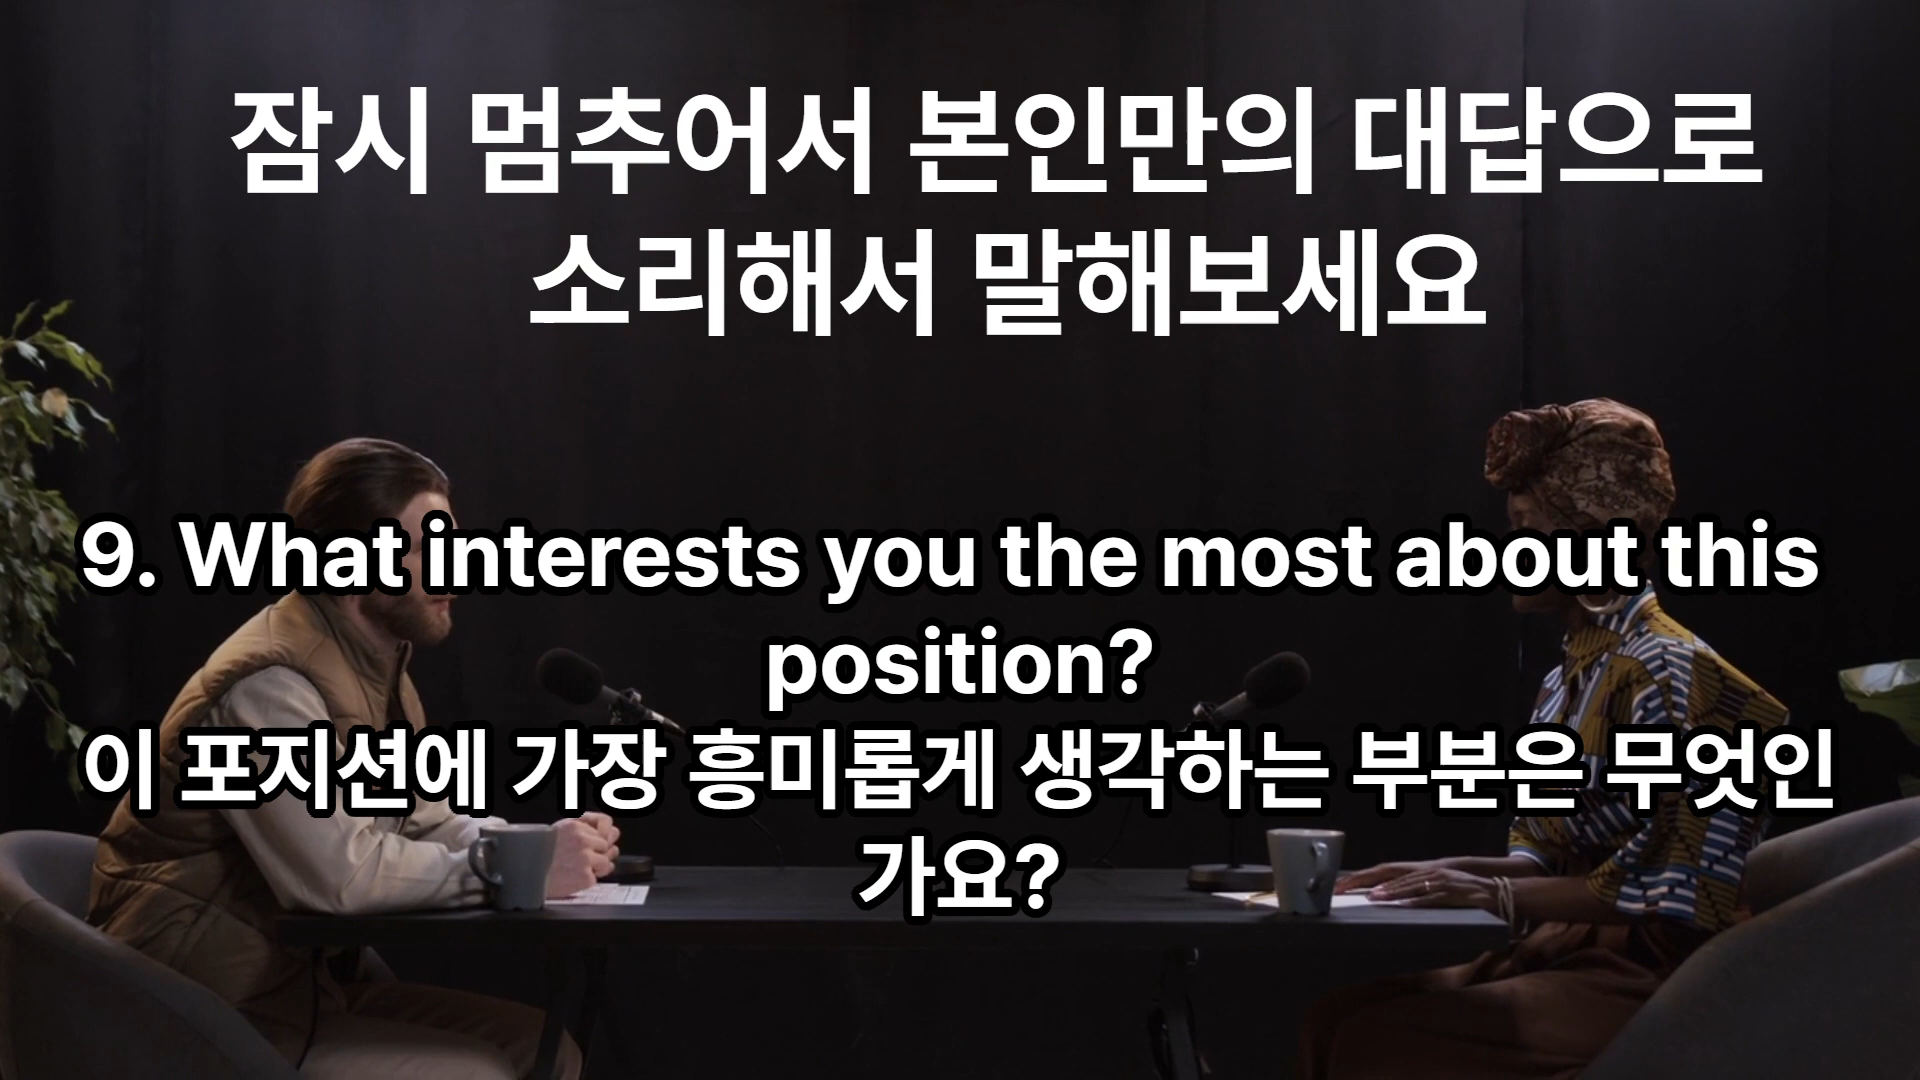 잠시 멈추어서 본인만의 대답으로
소리해서 말해보세요
9. What interests you the most about this
position?
이 포지션에 가장 흥미롭게 생각하는 부분은 무엇인
가요?